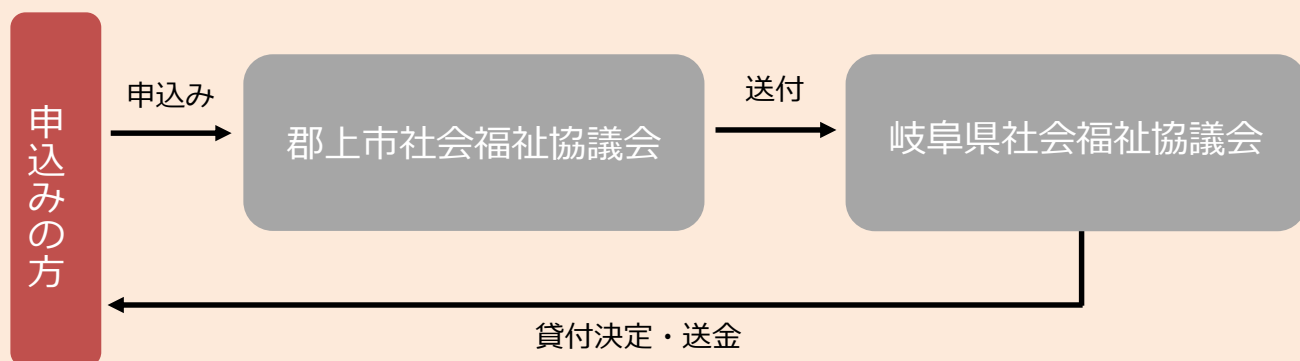 申込みの方
申込み
郡上市社会福祉協議会
送付
岐阜県社会福祉協議会
貸付決定・送金